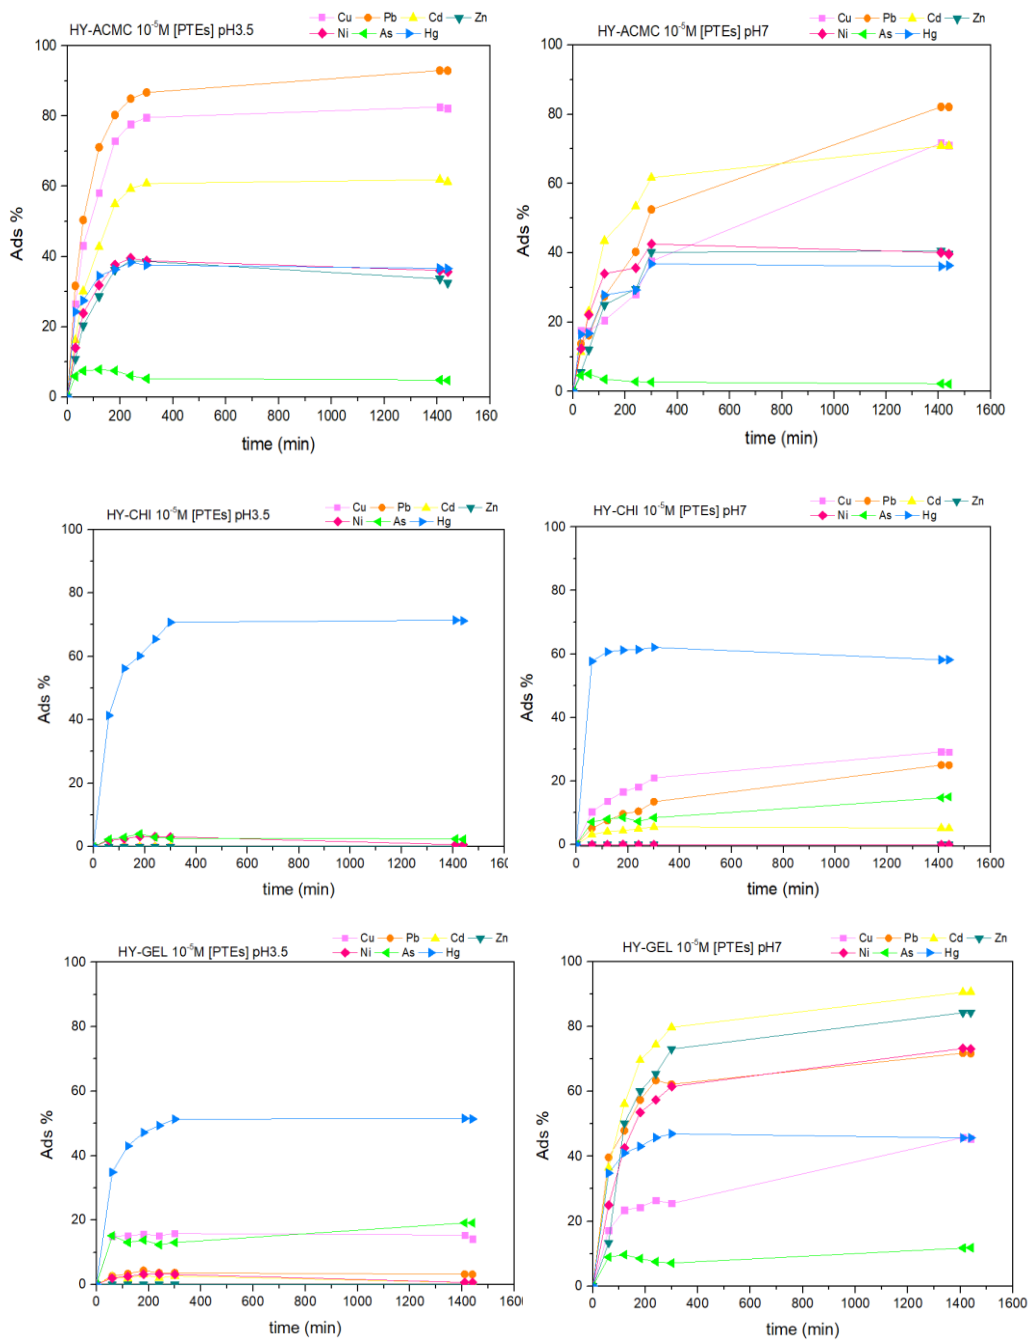 HY-ACMC 10⁻⁵M [PTEs] pH3.5
Cu Pb Cd Zn
Ni As Hg
Ads %
100
80
60
40
20
0
0 200 400 600 800 1000 1200 1400 160
time (min)
HY-ACMC 10⁻⁵M [PTEs] pH7
Cu Pb Cd Zn
Ni As Hg
Ads %
100
80
60
40
20
0
0 200 400 600 800 1000 1200 1400 1600
time (min)
HY-CHI 10⁻⁵M [PTEs] pH3.5
Cu Pb Cd Zn
Ni As Hg
Ads %
100
80
60
40
20
0
0 200 400 600 800 1000 1200 1400 160
time (min)
HY-CHI 10⁻⁵M [PTEs] pH7
Cu Pb Cd Zn
Ni As Hg
Ads %
100
80
60
40
20
0
0 200 400 600 800 1000 1200 1400 1600
time (min)
HY-GEL 10⁻⁵M [PTEs] pH3.5
Cu Pb Cd Zn
Ni As Hg
Ads %
100
80
60
40
20
0
0 200 400 600 800 1000 1200 1400 160
time (min)
HY-GEL 10⁻⁵M [PTEs] pH7
Cu Pb Cd Zn
Ni As Hg
Ads %
100
80
60
40
20
0
0 200 400 600 800 1000 1200 1400 1600
time (min)